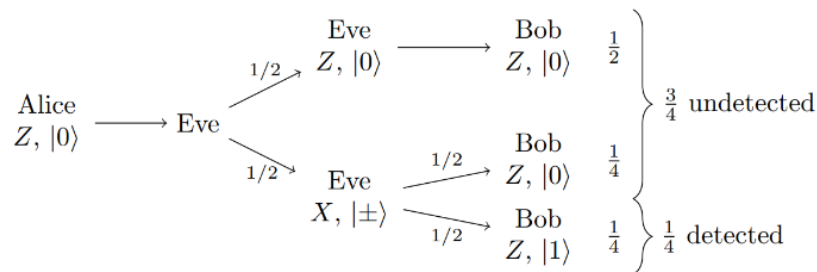 Alice
Z, |0⟩
Eve
1/2
1/2
Eve
Z, |0⟩
Bob
Z, |0⟩
1/2
Eve
X, |±⟩
1/2
1/2
Bob
Z, |0⟩
1/4
Bob
Z, |1⟩
1/4
3/4 undetected
1/4 detected